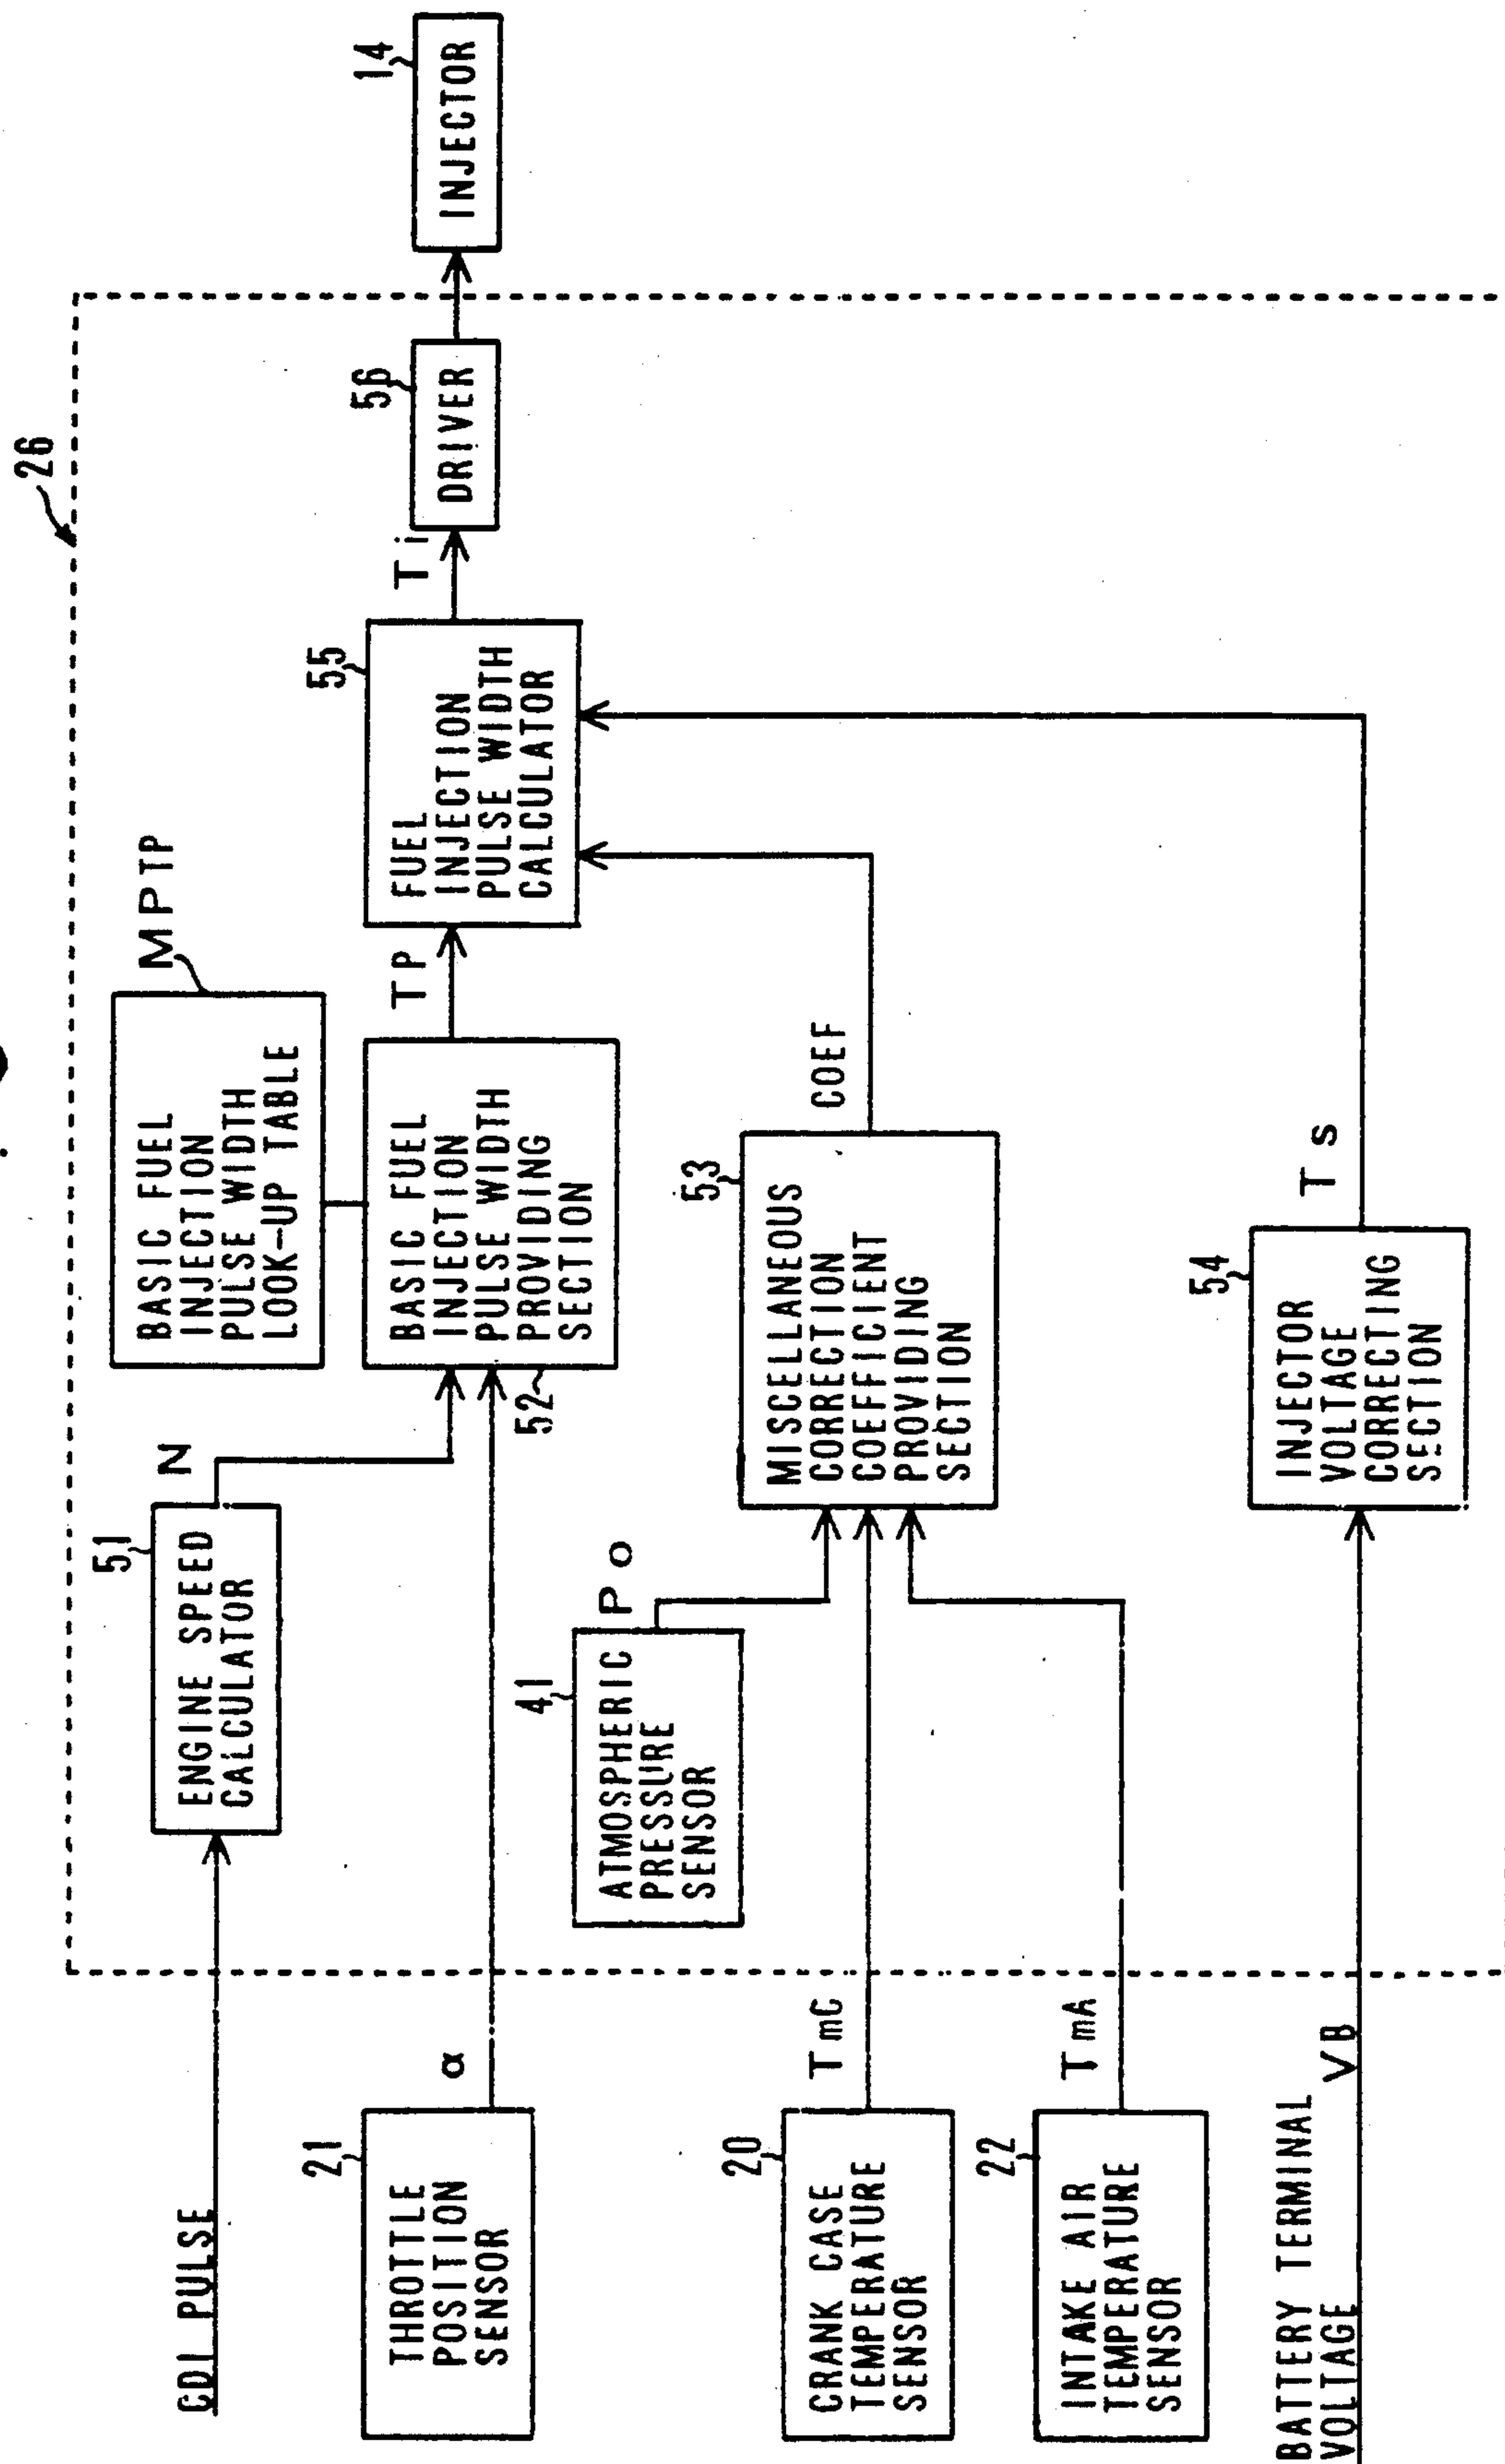 26
CDI PULSE
51
ENGINE SPEED
CALCULATOR
N
MPTP
BASIC FUEL
INJECTION
PULSE WIDTH
LOOK-UP TABLE
21
THROTTLE
POSITION
SENSOR
α
52
BASIC FUEL
INJECTION
PULSE WIDTH
PROVIDING
SECTION
TP
55
FUEL
INJECTION
PULSE WIDTH
CALCULATOR
Ti
56
DRIVER
14
INJECTOR
41
ATMOSPHERIC
PRESSURE
SENSOR
Po
20
CRANK CASE
TEMPERATURE
SENSOR
TmC
53
MISCELLANEOUS
CORRECTION
COEFFICIENT
PROVIDING
SECTION
COEF
22
INTAKE AIR
TEMPERATURE
SENSOR
TmA
BATTERY TERMINAL
VOLTAGE
VB
54
INJECTOR
VOLTAGE
CORRECTING
SECTION
Ts